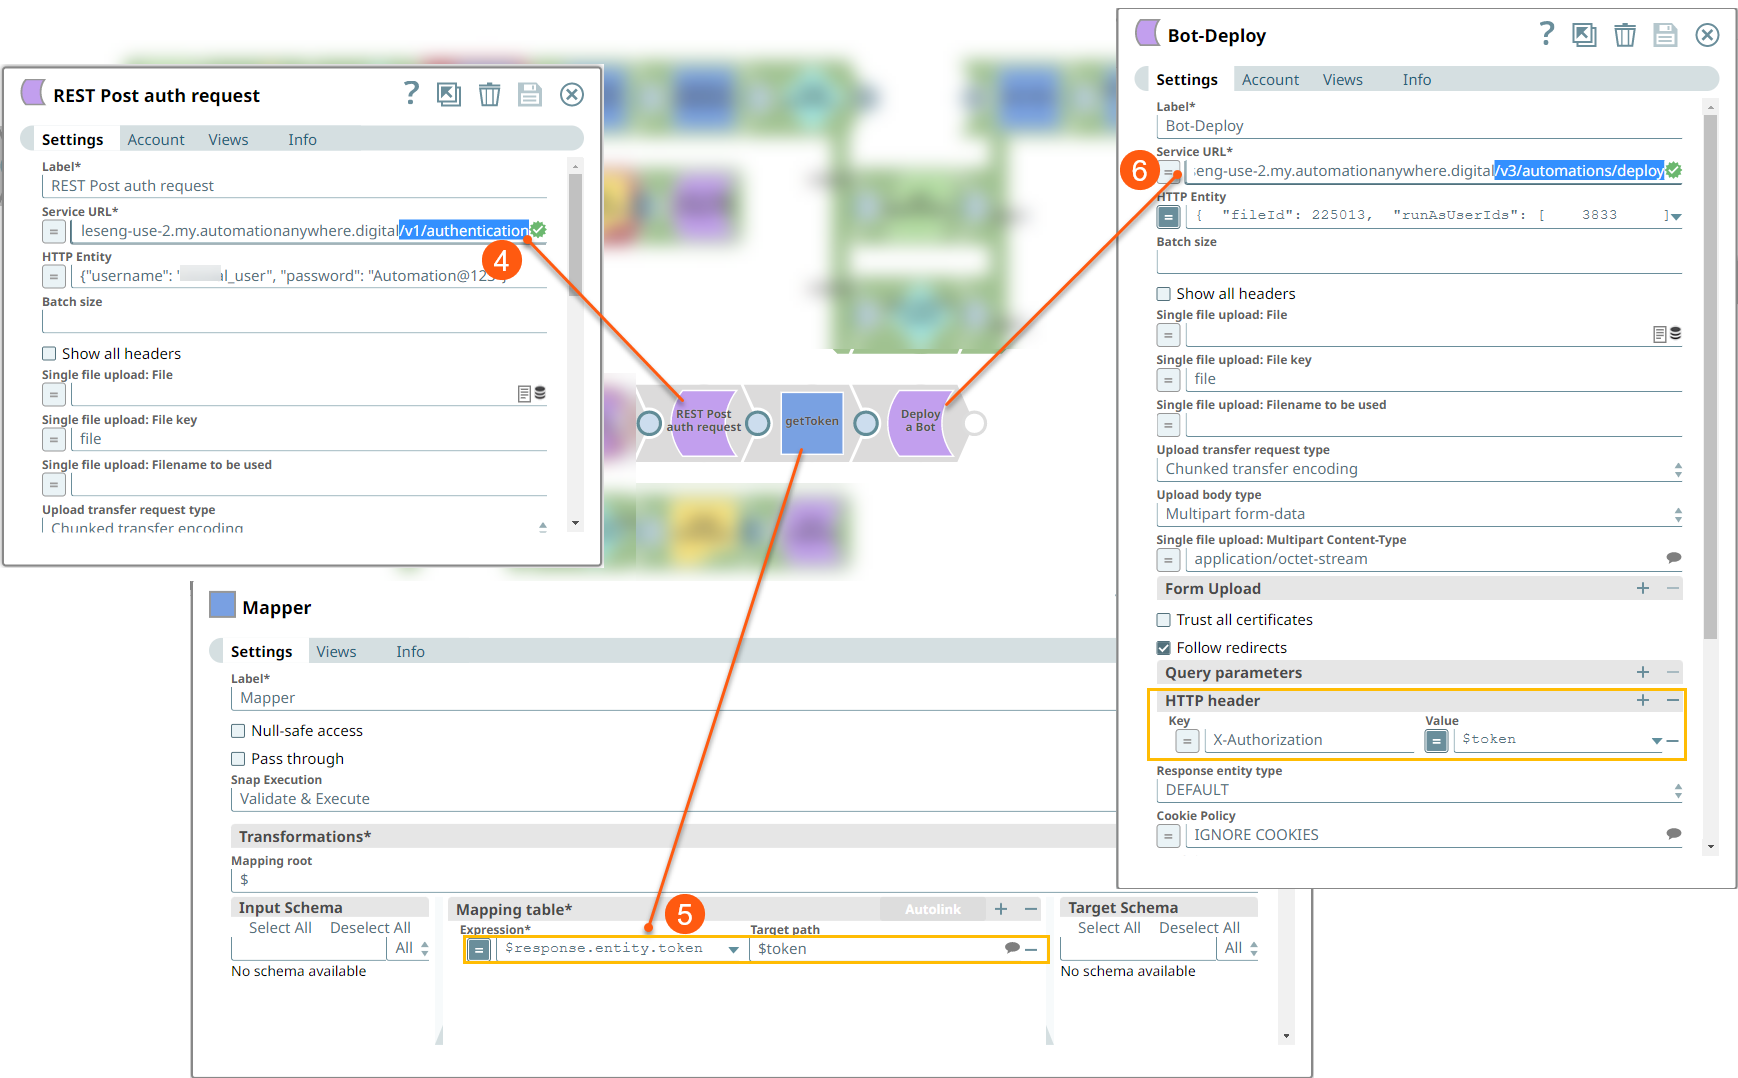 REST Post auth request
Settings Account Views Info
Label*
REST Post auth request
Service URL*
leseng-use-2.my.automationanywhere.digital/v1/authentication
4
HTTP Entity
{"username": " l_user", "password": "Automation@12
Batch size
Show all headers
Single file upload: File
Single file upload: File key
file
Single file upload: Filename to be used
Upload transfer request type
Chunked transfer encoding
REST Post
auth request
getToken
Deploy
a Bot
Mapper
Settings Views Info
Label*
Mapper
Null-safe access
Pass through
Snap Execution
Validate & Execute
Transformations*
Mapping root
$
Input Schema
Select All Deselect All
All
No schema available
Mapping table*
Autolink
5
Expression* Target path
$response.entity.token $token
Target Schema
Select All Deselect All
All
No schema available
Bot-Deploy
Settings Account Views Info
Label*
Bot-Deploy
Service URL*
6
seng-use-2.my.automationanywhere.digital/v3/automations/deploy
HTTP Entity
{ "fileId": 225013, "runAsUserIds": [ 3833 ]
Batch size
Show all headers
Single file upload: File
Single file upload: File key
file
Single file upload: Filename to be used
Upload transfer request type
Chunked transfer encoding
Upload body type
Multipart form-data
Single file upload: Multipart Content-Type
application/octet-stream
Form Upload
Trust all certificates
Follow redirects
Query parameters
HTTP header
Key Value
X-Authorization $token
Response entity type
DEFAULT
Cookie Policy
IGNORE COOKIES